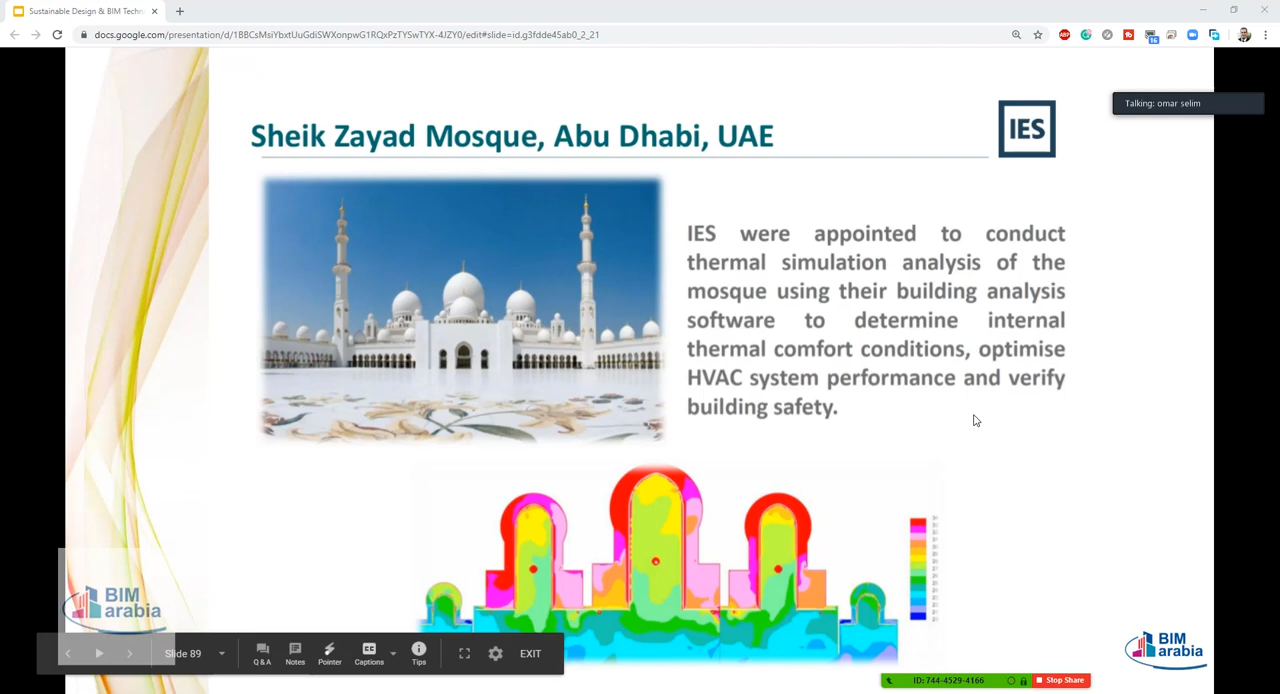 Sustainable Design & BIM Techn
docs.google.com/presentation/d/1BBCsMsiYbxtUuGdiSWXonpwG1RQxPzTYSwTYX-4JZY0/edit#slide=id.g3fdde45ab0_2_21
ABP
16
Talking: omar selim
Sheik Zayad Mosque, Abu Dhabi, UAE
IES
IES were appointed to conduct
thermal simulation analysis of the
mosque using their building analysis
software to determine internal
thermal comfort conditions, optimise
HVAC system performance and verify
building safety.
BIM
arabia
Slide 89
Q & A
Notes
Pointer
CC
Captions
Tips
EXIT
BIM
arabia
ID: 744-4529-4166
Stop Share